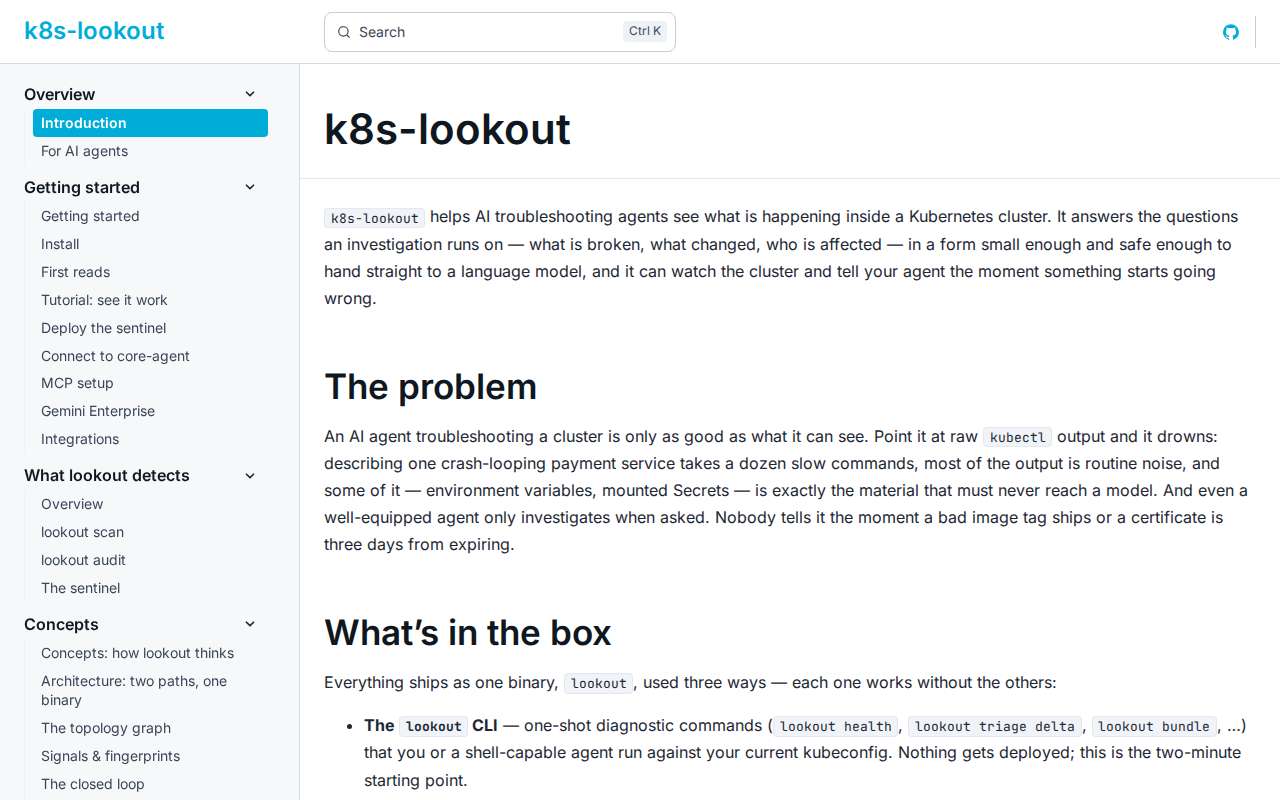 k8s-lookout
Search
Ctrl K
Overview
Introduction
For AI agents
Getting started
Getting started
Install
First reads
Tutorial: see it work
Deploy the sentinel
Connect to core-agent
MCP setup
Gemini Enterprise
Integrations
What lookout detects
Overview
lookout scan
lookout audit
The sentinel
Concepts
Concepts: how lookout thinks
Architecture: two paths, one
binary
The topology graph
Signals & fingerprints
The closed loop
k8s-lookout
k8s-lookout helps AI troubleshooting agents see what is happening inside a Kubernetes cluster. It answers the questions
an investigation runs on — what is broken, what changed, who is affected — in a form small enough and safe enough to
hand straight to a language model, and it can watch the cluster and tell your agent the moment something starts going
wrong.
The problem
An AI agent troubleshooting a cluster is only as good as what it can see. Point it at raw kubectl output and it drowns:
describing one crash-looping payment service takes a dozen slow commands, most of the output is routine noise, and
some of it — environment variables, mounted Secrets — is exactly the material that must never reach a model. And even a
well-equipped agent only investigates when asked. Nobody tells it the moment a bad image tag ships or a certificate is
three days from expiring.
What’s in the box
Everything ships as one binary, lookout, used three ways — each one works without the others:
• The lookout CLI — one-shot diagnostic commands (lookout health, lookout triage delta, lookout bundle, …)
that you or a shell-capable agent run against your current kubeconfig. Nothing gets deployed; this is the two-minute
starting point.